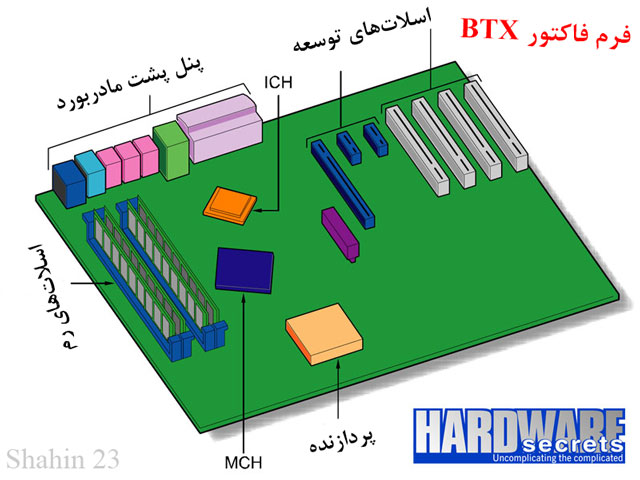 فرم فاکتور BTX
اسلات‌های توسعه
پنل پشت مادربورد
ICH
اسلات‌های رم
MCH
پردازنده
HARDWARE
secrets
Uncomplicating the complicated
Shahin 23